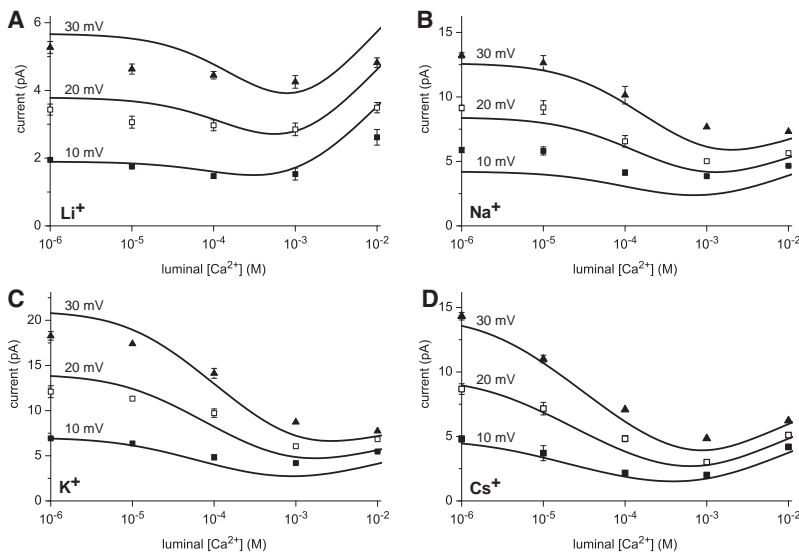 A
current (pA)
6
4
2
0
30 mV
20 mV
10 mV
Li+
10-6
10-5
10-4
10-3
10-2
luminal [Ca2+] (M)
B
current (pA)
15
10
5
0
30 mV
20 mV
10 mV
Na+
10-6
10-5
10-4
10-3
10-2
luminal [Ca2+] (M)
C
current (pA)
20
15
10
5
0
30 mV
20 mV
10 mV
K+
10-6
10-5
10-4
10-3
10-2
luminal [Ca2+] (M)
D
current (pA)
15
10
5
0
30 mV
20 mV
10 mV
Cs+
10-6
10-5
10-4
10-3
10-2
luminal [Ca2+] (M)